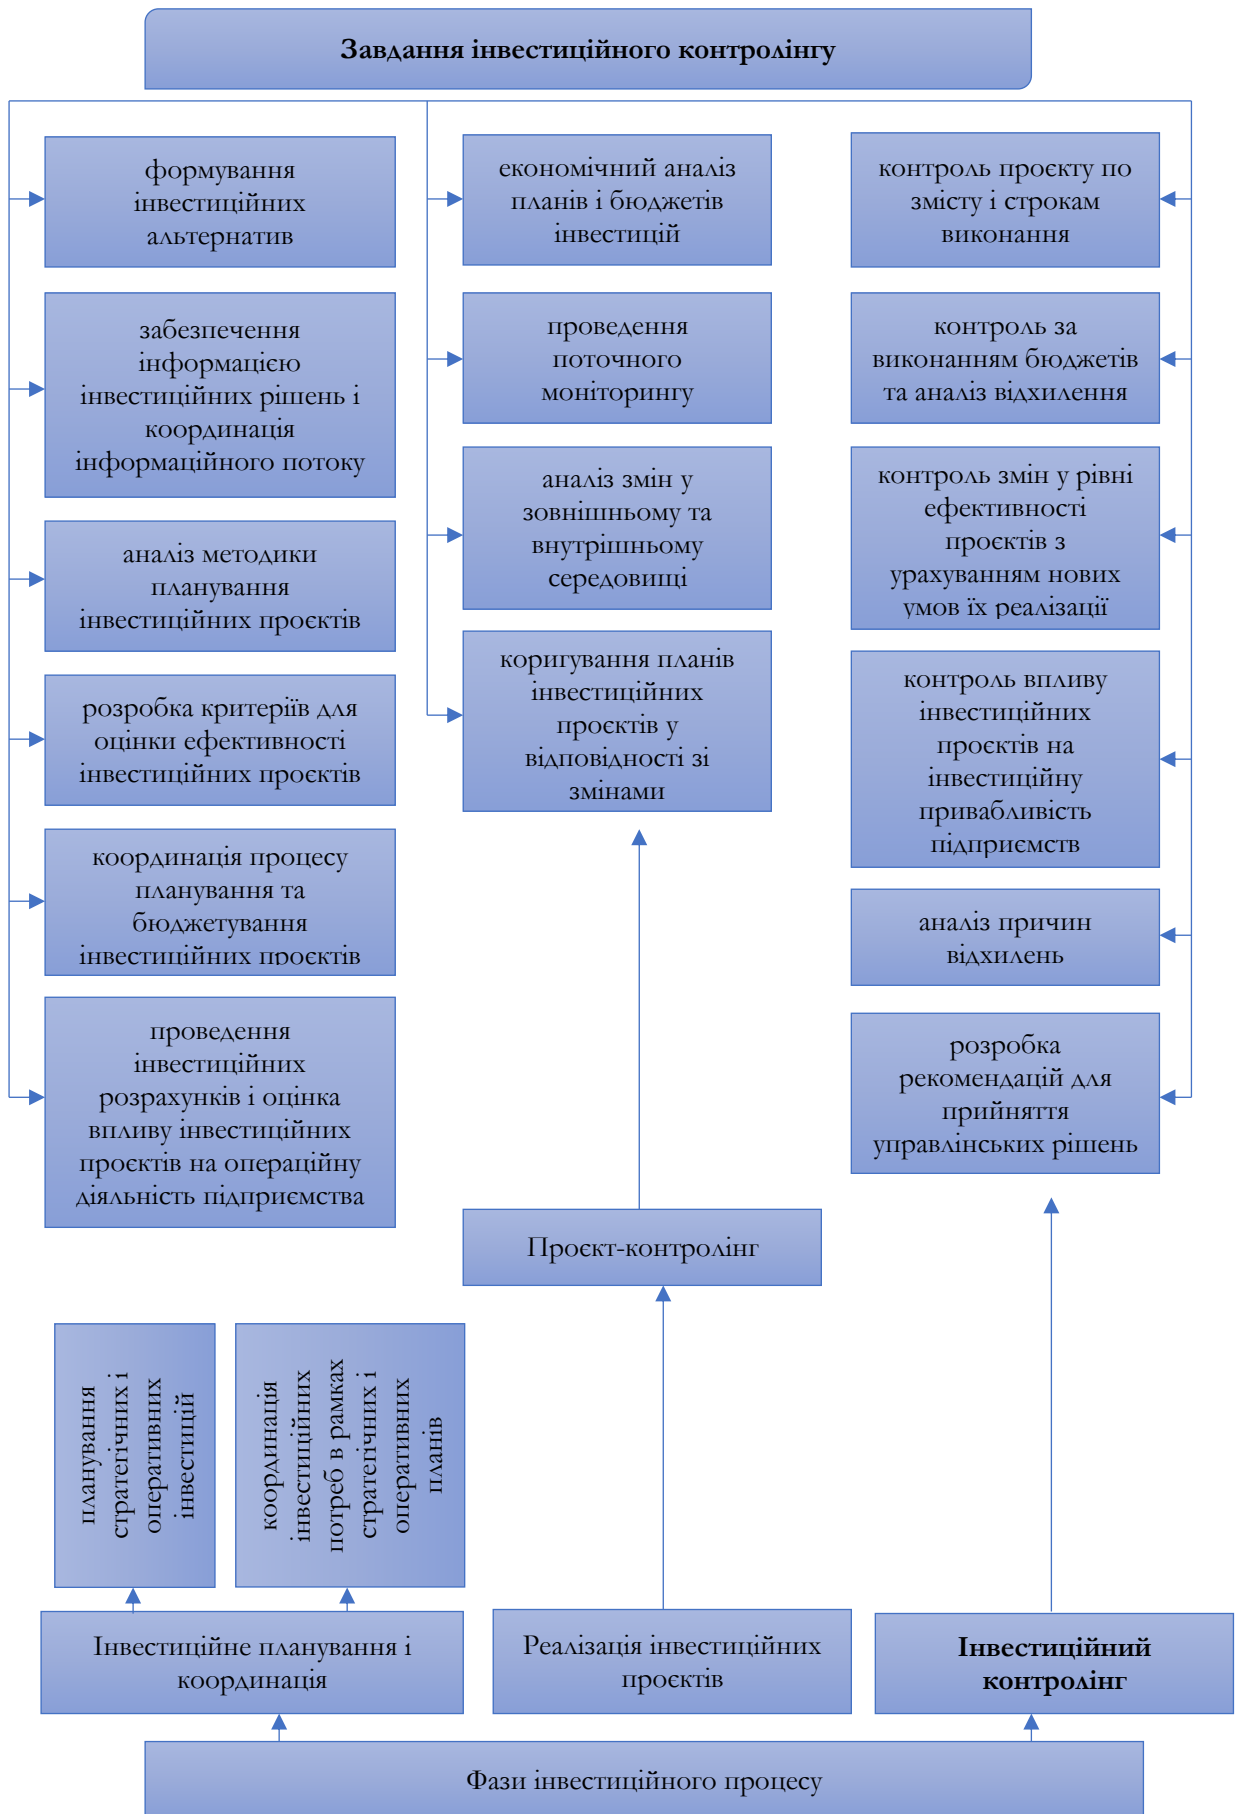 Завдання інвестиційного контролінгу
формування
інвестиційних
альтернатив
забезпечення
інформацією
інвестиційних рішень і
координація
інформаційного потоку
аналіз методики
планування
інвестиційних проєктів
розробка критеріїв для
оцінки ефективності
інвестиційних проєктів
координація процесу
планування та
бюджетування
інвестиційних проєктів
проведення
інвестиційних
розрахунків і оцінка
впливу інвестиційних
проєктів на операційну
діяльність підприємства
економічний аналіз
планів і бюджетів
інвестицій
проведення
поточного
моніторингу
аналіз змін у
зовнішньому та
внутрішньому
середовищі
коригування планів
інвестиційних
проєктів у
відповідності зі
змінами
контроль проєкту по
змісту і строкам
виконання
контроль за
виконанням бюджетів
та аналіз відхилення
контроль змін у рівні
ефективності
проєктів з
урахуванням нових
умов їх реалізації
контроль впливу
інвестиційних
проєктів на
інвестиційну
привабливість
підприємств
аналіз причин
відхилень
розробка
рекомендацій для
прийняття
управлінських рішень
Проєкт-контролінг
планування
стратегічних і
оперативних
інвестицій
координація
інвестиційних
потреб в рамках
стратегічних і
оперативних
планів
Інвестиційне планування і
координація
Реалізація інвестиційних
проєктів
Інвестиційний
контролінг
Фази інвестиційного процесу